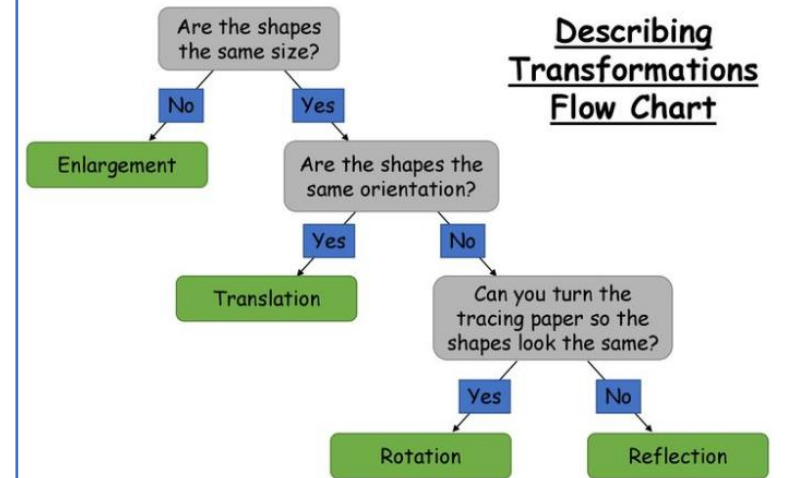 Describing
Transformations
Flow Chart
Are the shapes
the same size?
No
Yes
Enlargement
Are the shapes the
same orientation?
Yes
No
Translation
Can you turn the
tracing paper so the
shapes look the same?
Yes
No
Rotation
Reflection